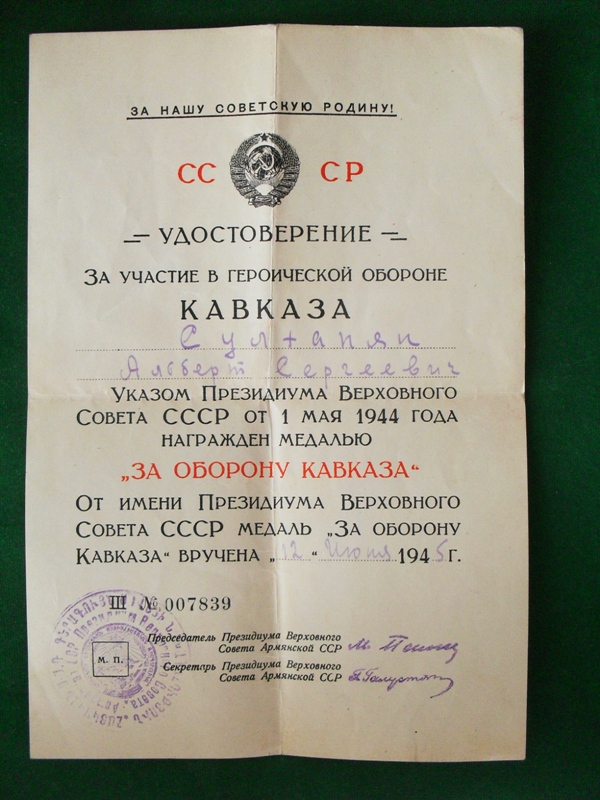 ЗА НАШУ СОВЕТСКУЮ РОДИНУ!
СС СР
УДОСТОВЕРЕНИЕ
ЗА УЧАСТИЕ В ГЕРОИЧЕСКОЙ ОБОРОНЕ
КАВКАЗА
Султанян
Альберт Сергеевич
УКАЗОМ ПРЕЗИДИУМА ВЕРХОВНОГО
СОВЕТА СССР ОТ 1 МАЯ 1944 ГОДА
НАГРАЖДЕН МЕДАЛЬЮ
„ЗА ОБОРОНУ КАВКАЗА“
ОТ ИМЕНИ ПРЕЗИДИУМА ВЕРХОВНОГО
СОВЕТА СССР МЕДАЛЬ „ЗА ОБОРОНУ
КАВКАЗА“ ВРУЧЕНА „12“ Июня 1945 г.
Ш № 007839
М. П.
Председатель Президиума Верховного
Совета Армянской ССР
Секретарь Президиума Верховного
Совета Армянской ССР